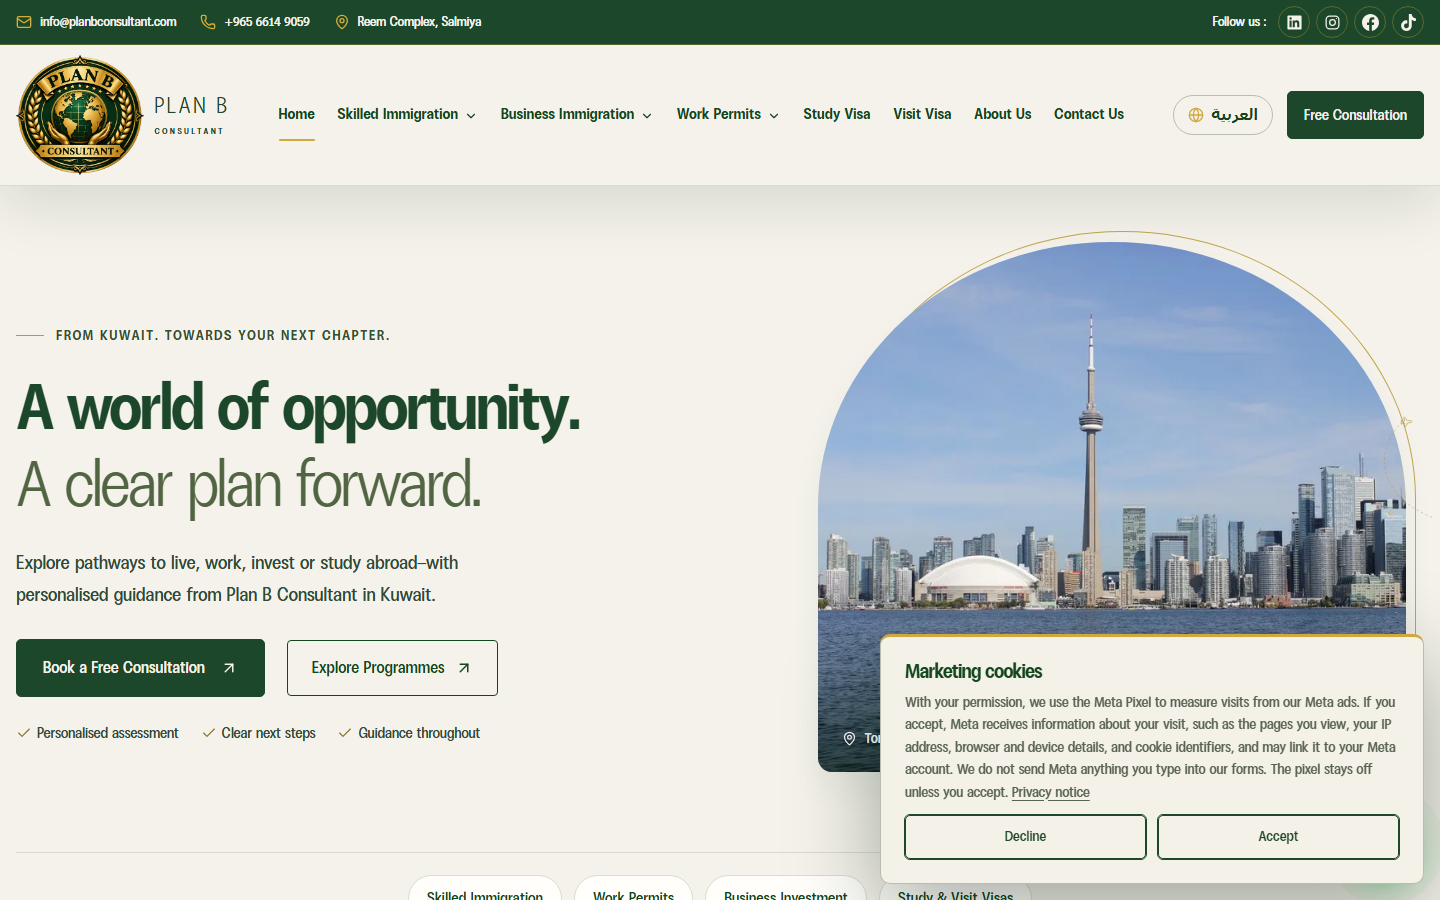 info@planbconsultant.com
+965 6614 9059
Reem Complex, Salmiya
Follow us :
PLAN B
CONSULTANT
PLAN B
CONSULTANT
Home
Skilled Immigration
Business Immigration
Work Permits
Study Visa
Visit Visa
About Us
Contact Us
العربية
Free Consultation
FROM KUWAIT. TOWARDS YOUR NEXT CHAPTER.
A world of opportunity.
A clear plan forward.
Explore pathways to live, work, invest or study abroad—with
personalised guidance from Plan B Consultant in Kuwait.
Book a Free Consultation
Explore Programmes
Personalised assessment
Clear next steps
Guidance throughout
Marketing cookies
With your permission, we use the Meta Pixel to measure visits from our Meta ads. If you
accept, Meta receives information about your visit, such as the pages you view, your IP
address, browser and device details, and cookie identifiers, and may link it to your Meta
account. We do not send Meta anything you type into our forms. The pixel stays off
unless you accept. Privacy notice
Decline
Accept
Skilled Immigration
Work Permits
Business Investment
Study & Visit Visas